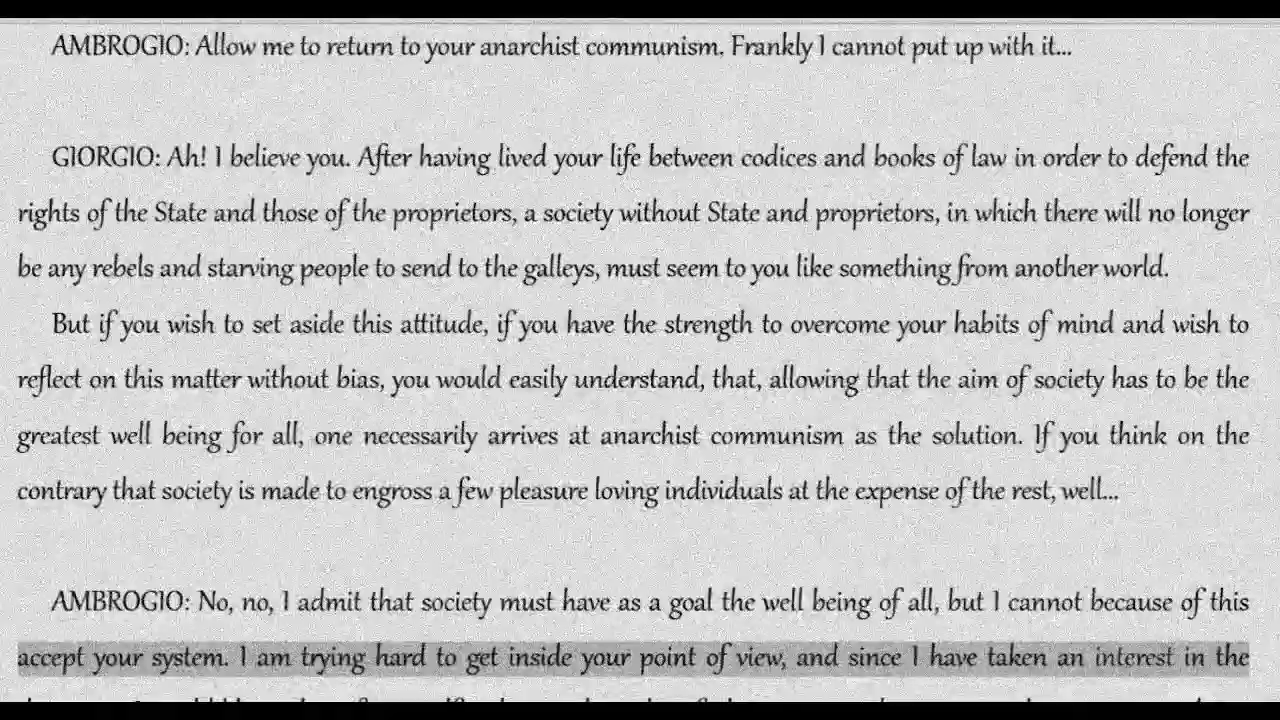 AMBROGIO: Allow me to return to your anarchist communism. Frankly I cannot put up with it...
GIORGIO: Ah! I believe you. After having lived your life between codices and books of law in order to defend the
rights of the State and those of the proprietors, a society without State and proprietors, in which there will no longer
be any rebels and starving people to send to the galleys, must seem to you like something from another world.
But if you wish to set aside this attitude, if you have the strength to overcome your habits of mind and wish to
reflect on this matter without bias, you would easily understand, that, allowing that the aim of society has to be the
greatest well being for all, one necessarily arrives at anarchist communism as the solution. If you think on the
contrary that society is made to engross a few pleasure loving individuals at the expense of the rest, well...
AMBROGIO: No, no, I admit that society must have as a goal the well being of all, but I cannot because of this
accept your system. I am trying hard to get inside your point of view, and since I have taken an interest in the